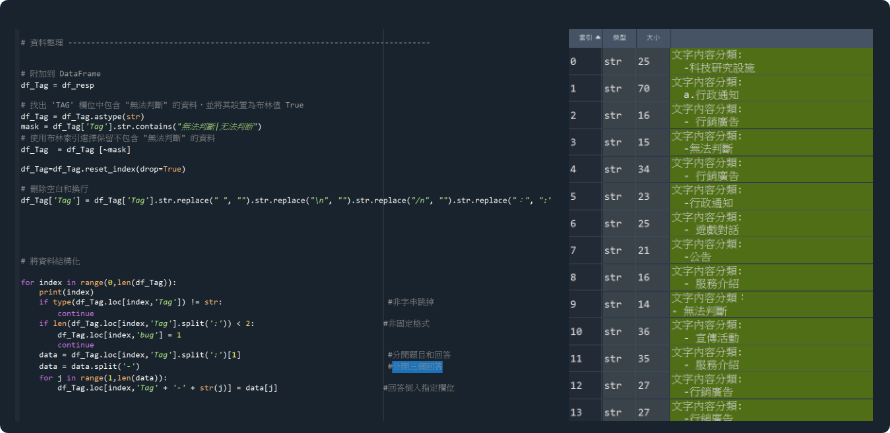 # 資料整理 --------------------------------------------------------------------------------
# 附加到 DataFrame
df_Tag = df_resp
# 找出 'TAG' 欄位中包含 "無法判斷" 的資料，並將其設置為布林值 True
df_Tag = df_Tag.astype(str)
mask = df_Tag['Tag'].str.contains("無法判斷|无法判断")
# 使用布林索引選擇保留不包含 "無法判斷" 的資料
df_Tag  = df_Tag [~mask]
df_Tag=df_Tag.reset_index(drop=True)
# 刪除空白和換行
df_Tag['Tag'] = df_Tag['Tag'].str.replace(" ", "").str.replace("\n", "").str.replace("/n", "").str.replace("：", ":'
# 將資料結構化
for index in range(0,len(df_Tag)):
print(index)
if type(df_Tag.loc[index,'Tag']) != str: #非字串跳掉
continue
if len(df_Tag.loc[index,'Tag'].split(':')) < 2: #非固定格式
df_Tag.loc[index,'bug'] = 1
continue
data = df_Tag.loc[index,'Tag'].split(':')[1] #分開題目和回答
data = data.split('-') #分開三個回答
for j in range(1,len(data)):
df_Tag.loc[index,'Tag' + '-' + str(j)] = data[j] #回答個入指定欄位
索引 類型 大小
0 str 25 文字內容分類:
-科技研究設施
1 str 70 文字內容分類:
a.行政通知
2 str 16 文字內容分類:
- 行銷廣告
3 str 15 文字內容分類:
-無法判斷
4 str 34 文字內容分類:
- 行銷廣告
5 str 23 文字內容分類:
-行政通知
6 str 25 文字內容分類:
- 遊戲對話
7 str 21 文字內容分類:
-公告
8 str 16 文字內容分類:
- 服務介紹
9 str 14 文字內容分類：
- 無法判斷
10 str 36 文字內容分類:
- 宣傳活動
11 str 35 文字內容分類:
- 服務介紹
12 str 27 文字內容分類:
-行銷廣告
13 str 27 文字內容分類:
-行銷廣告